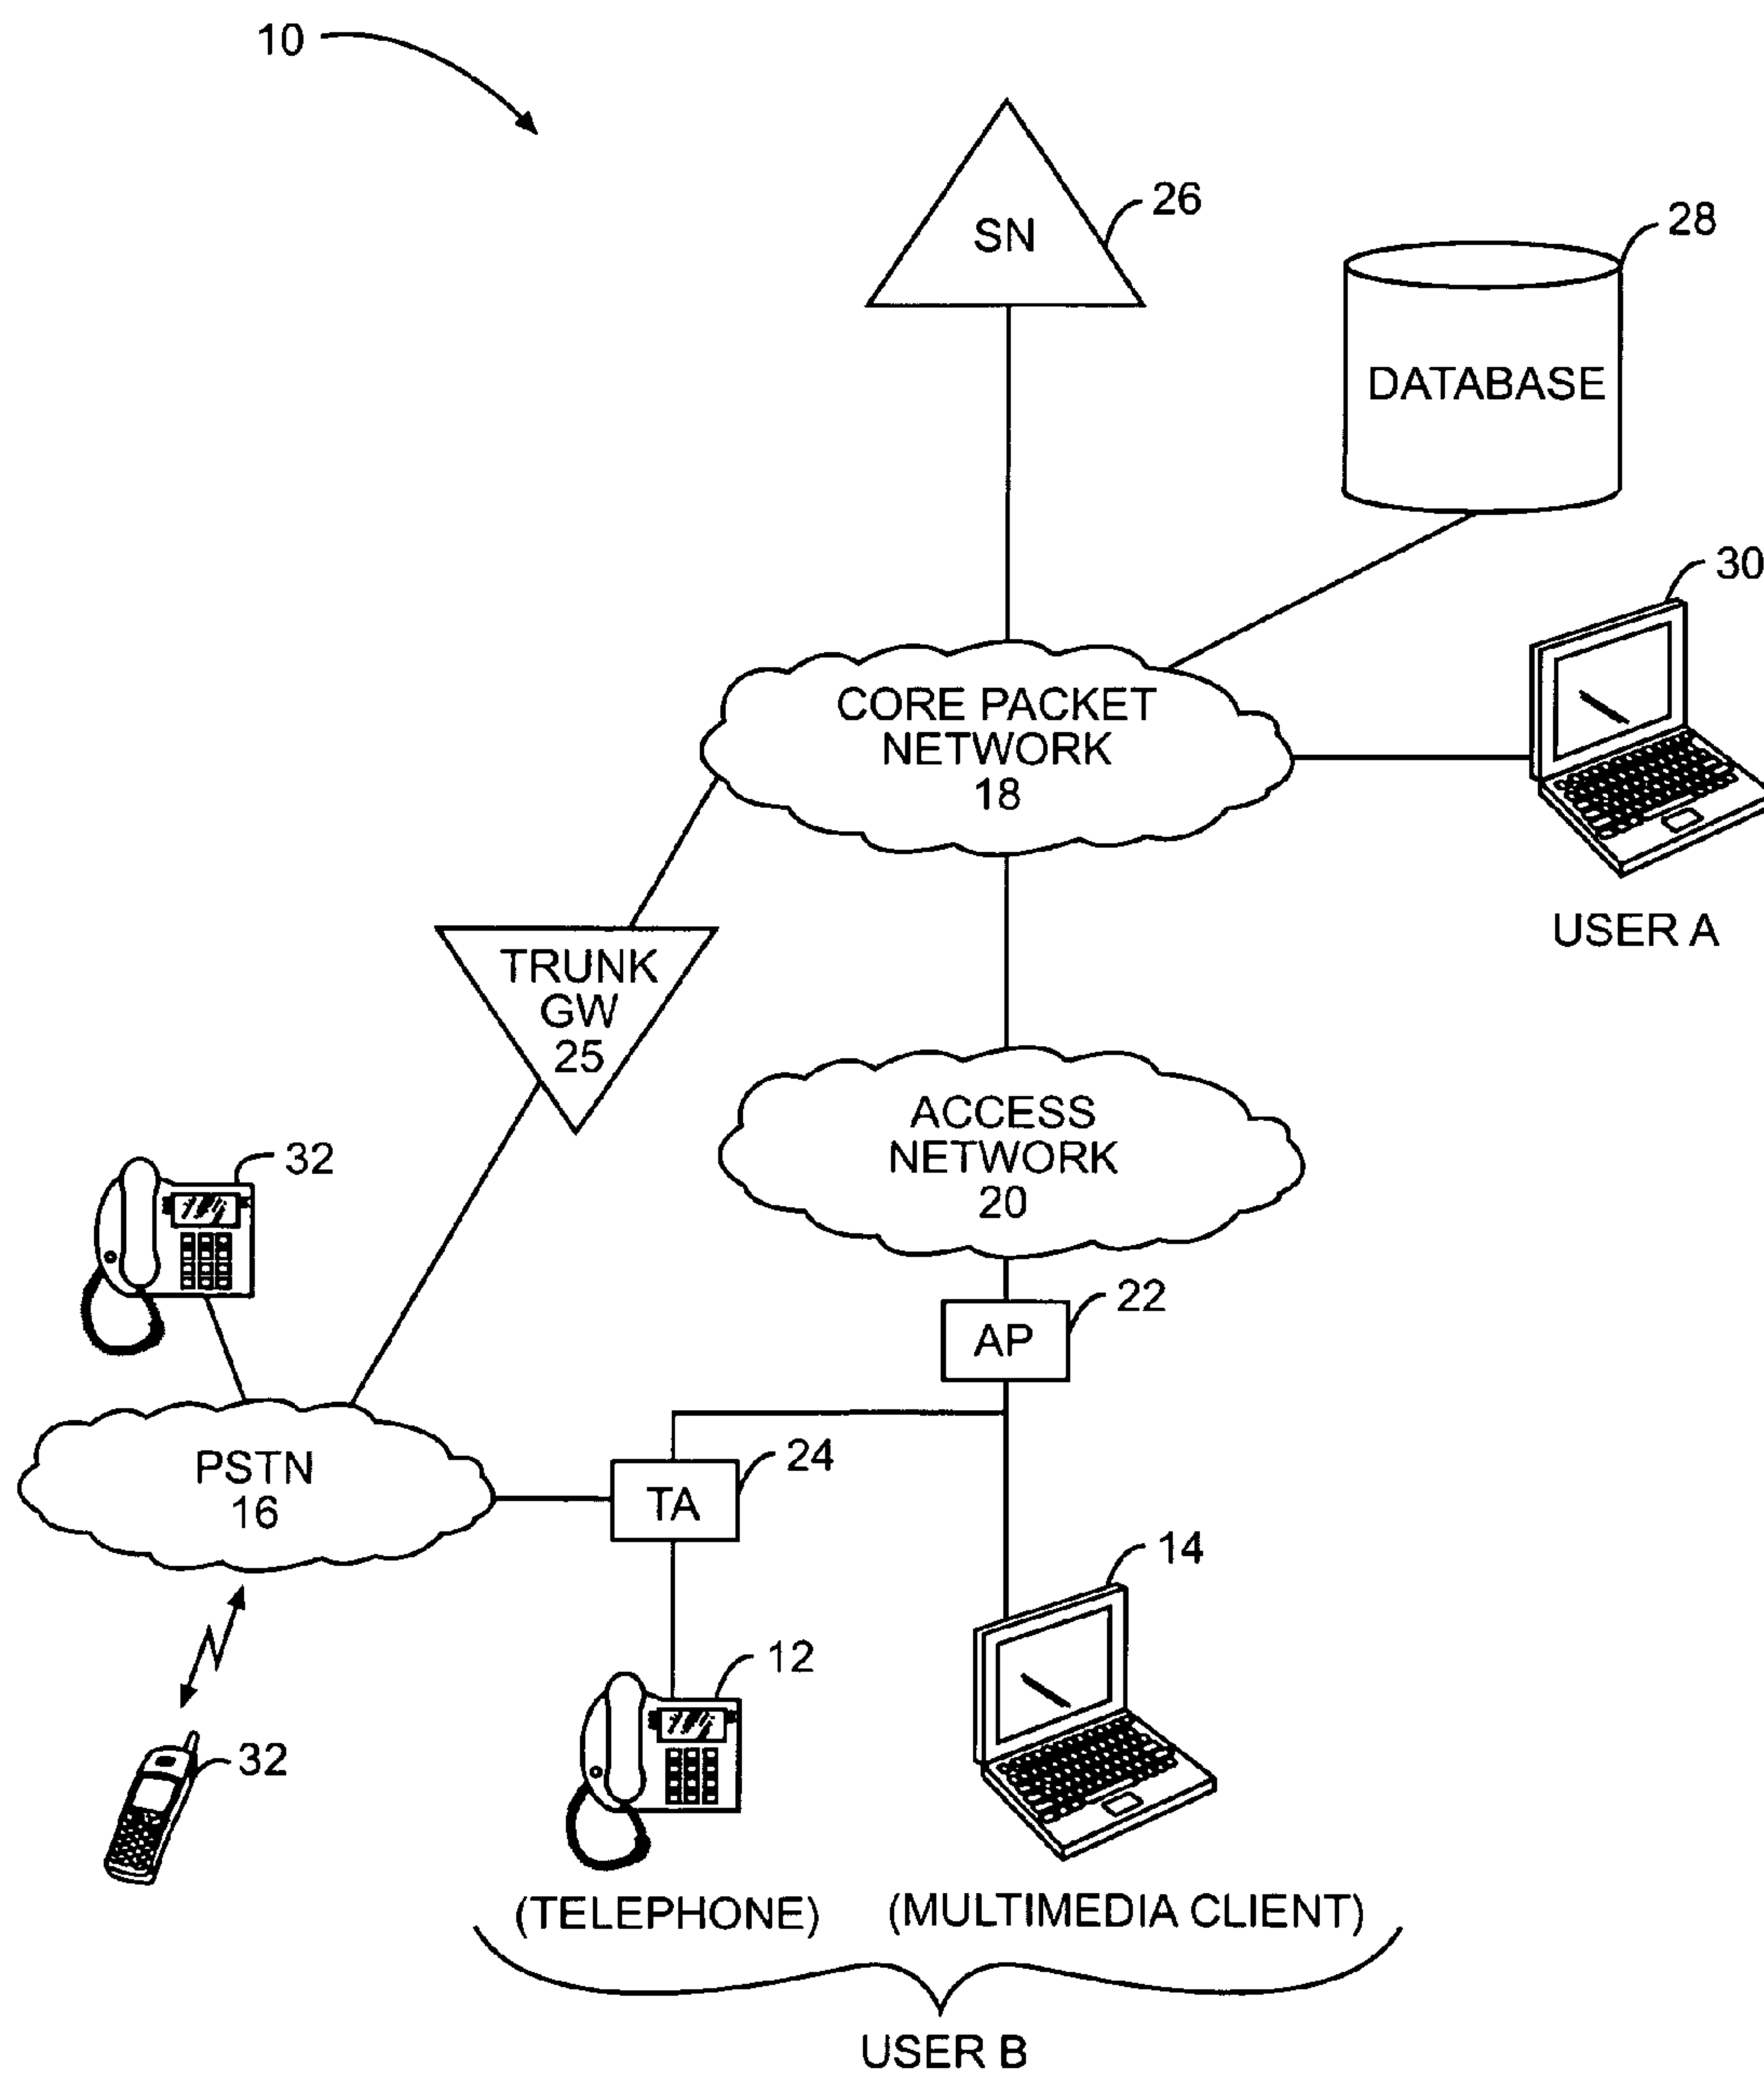 10
26
SN
28
DATABASE
30
CORE PACKET
NETWORK
18
USER A
TRUNK
GW
25
ACCESS
NETWORK
20
32
22
AP
PSTN
16
24
TA
14
12
32
(TELEPHONE)
(MULTIMEDIA CLIENT)
USER B